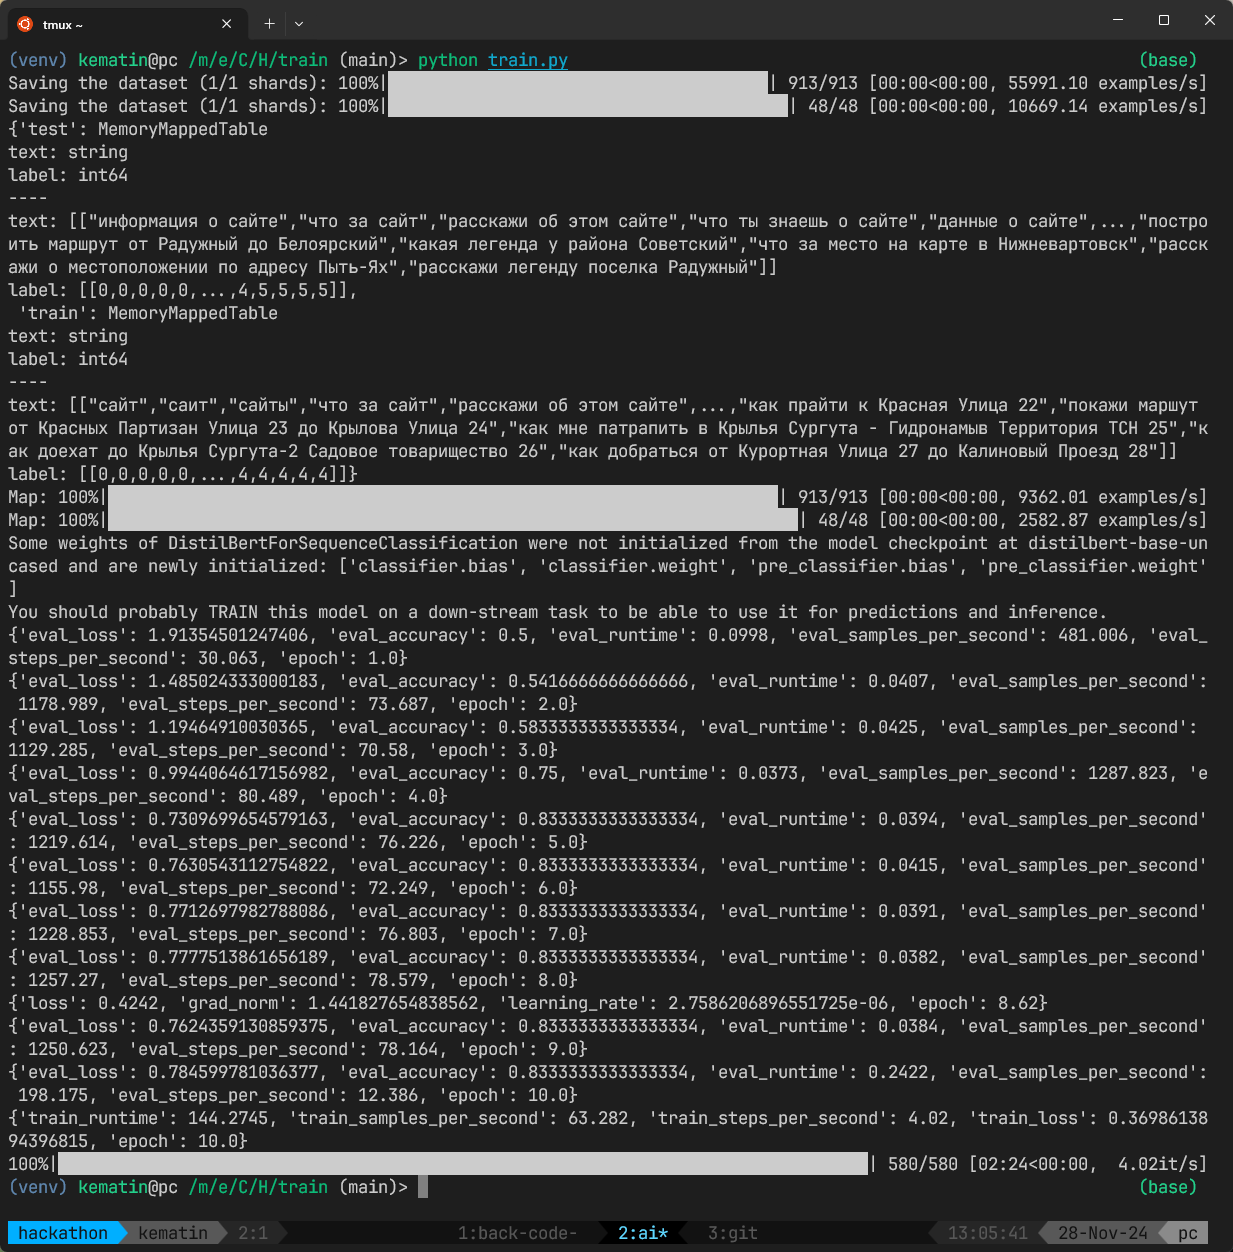 tmux ~
(venv) kematin@pc /m/e/C/H/train (main)> python train.py (base)
Saving the dataset (1/1 shards): 100%| | 913/913 [00:00<00:00, 55991.10 examples/s]
Saving the dataset (1/1 shards): 100%| | 48/48 [00:00<00:00, 10669.14 examples/s]
{'test': MemoryMappedTable
text: string
label: int64
----
text: [["информация о сайте","что за сайт","расскажи об этом сайте","что ты знаешь о сайте","данные о сайте",...,"постро
ить маршрут от Радужный до Белоярский","какая легенда у района Советский","что за место на карте в Нижневартовск","расск
ажи о местоположении по адресу Пыть-Ях","расскажи легенду поселка Радужный"]]
label: [[0,0,0,0,0,...,4,5,5,5,5]],
 'train': MemoryMappedTable
text: string
label: int64
----
text: [["сайт","саит","сайты","что за сайт","расскажи об этом сайте",...,"как прайти к Красная Улица 22","покажи маршут
от Красных Партизан Улица 23 до Крылова Улица 24","как мне патрапить в Крылья Сургута - Гидронамыв Территория ТСН 25","к
ак доехат до Крылья Сургута-2 Садовое товарищество 26","как добраться от Курортная Улица 27 до Калиновый Проезд 28"]]
label: [[0,0,0,0,0,...,4,4,4,4,4]]}
Map: 100%| | 913/913 [00:00<00:00, 9362.01 examples/s]
Map: 100%| | 48/48 [00:00<00:00, 2582.87 examples/s]
Some weights of DistilBertForSequenceClassification were not initialized from the model checkpoint at distilbert-base-un
cased and are newly initialized: ['classifier.bias', 'classifier.weight', 'pre_classifier.bias', 'pre_classifier.weight'
]
You should probably TRAIN this model on a down-stream task to be able to use it for predictions and inference.
{'eval_loss': 1.91354501247406, 'eval_accuracy': 0.5, 'eval_runtime': 0.0998, 'eval_samples_per_second': 481.006, 'eval_
steps_per_second': 30.063, 'epoch': 1.0}
{'eval_loss': 1.485024333000183, 'eval_accuracy': 0.5416666666666666, 'eval_runtime': 0.0407, 'eval_samples_per_second':
 1178.989, 'eval_steps_per_second': 73.687, 'epoch': 2.0}
{'eval_loss': 1.19464910030365, 'eval_accuracy': 0.5833333333333334, 'eval_runtime': 0.0425, 'eval_samples_per_second':
1129.285, 'eval_steps_per_second': 70.58, 'epoch': 3.0}
{'eval_loss': 0.9944064617156982, 'eval_accuracy': 0.75, 'eval_runtime': 0.0373, 'eval_samples_per_second': 1287.823, 'e
val_steps_per_second': 80.489, 'epoch': 4.0}
{'eval_loss': 0.7309699654579163, 'eval_accuracy': 0.8333333333333334, 'eval_runtime': 0.0394, 'eval_samples_per_second'
: 1219.614, 'eval_steps_per_second': 76.226, 'epoch': 5.0}
{'eval_loss': 0.7630543112754822, 'eval_accuracy': 0.8333333333333334, 'eval_runtime': 0.0415, 'eval_samples_per_second'
: 1155.98, 'eval_steps_per_second': 72.249, 'epoch': 6.0}
{'eval_loss': 0.7712697982788086, 'eval_accuracy': 0.8333333333333334, 'eval_runtime': 0.0391, 'eval_samples_per_second'
: 1228.853, 'eval_steps_per_second': 76.803, 'epoch': 7.0}
{'eval_loss': 0.7777513861656189, 'eval_accuracy': 0.8333333333333334, 'eval_runtime': 0.0382, 'eval_samples_per_second'
: 1257.27, 'eval_steps_per_second': 78.579, 'epoch': 8.0}
{'loss': 0.4242, 'grad_norm': 1.441827654838562, 'learning_rate': 2.7586206896551725e-06, 'epoch': 8.62}
{'eval_loss': 0.7624359130859375, 'eval_accuracy': 0.8333333333333334, 'eval_runtime': 0.0384, 'eval_samples_per_second'
: 1250.623, 'eval_steps_per_second': 78.164, 'epoch': 9.0}
{'eval_loss': 0.784599781036377, 'eval_accuracy': 0.8333333333333334, 'eval_runtime': 0.2422, 'eval_samples_per_second':
 198.175, 'eval_steps_per_second': 12.386, 'epoch': 10.0}
{'train_runtime': 144.2745, 'train_samples_per_second': 63.282, 'train_steps_per_second': 4.02, 'train_loss': 0.36986138
94396815, 'epoch': 10.0}
100%| | 580/580 [02:24<00:00,  4.02it/s]
(venv) kematin@pc /m/e/C/H/train (main)> (base)
hackathon kematin 2:1 1:back-code- 2:ai* 3:git 13:05:41 28-Nov-24 pc